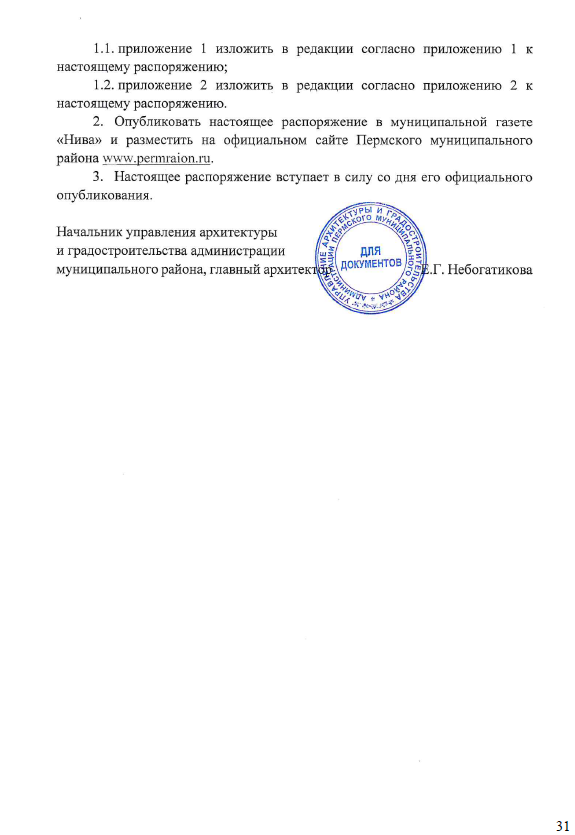 1.1. приложение 1 изложить в редакции согласно приложению 1 к
настоящему распоряжению;
1.2. приложение 2 изложить в редакции согласно приложению 2 к
настоящему распоряжению.
2. Опубликовать настоящее распоряжение в муниципальной газете
«Нива» и разместить на официальном сайте Пермского муниципального
района www.permraion.ru.
3. Настоящее распоряжение вступает в силу со дня его официального
опубликования.
Начальник управления архитектуры
и градостроительства администрации
муниципального района, главный архитектор
Е.Г. Небогатикова
УПРАВЛЕНИЕ АРХИТЕКТУРЫ И ГРАДОСТРОИТЕЛЬСТВА
АДМИНИСТРАЦИИ ПЕРМСКОГО МУНИЦИПАЛЬНОГО РАЙОНА
ДЛЯ
ДОКУМЕНТОВ
31